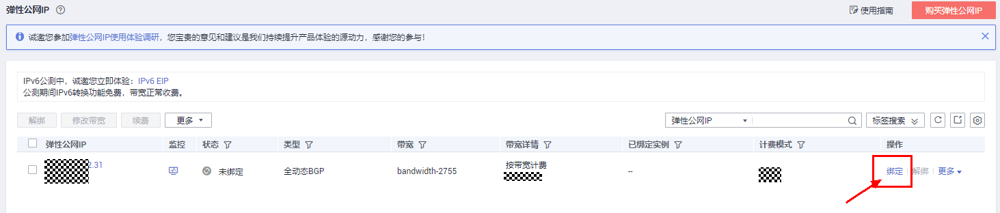 弹性公网IP 使用指南 购买弹性公网IP
诚邀您参加弹性公网IP使用体验调研，您宝贵的意见和建议是我们持续提升产品体验的源动力，感谢您的参与！
IPv6公测中，诚邀您立即体验：IPv6 EIP
公测期间IPv6转换功能免费，带宽正常收费。
解绑 修改带宽 续费 更多 弹性公网IP 标签搜索
弹性公网IP 监控 状态 类型 带宽 带宽详情 已绑定实例 计费模式 操作
2.31 未绑定 全动态BGP bandwidth-2755 按带宽计费 -- 绑定 解绑 更多